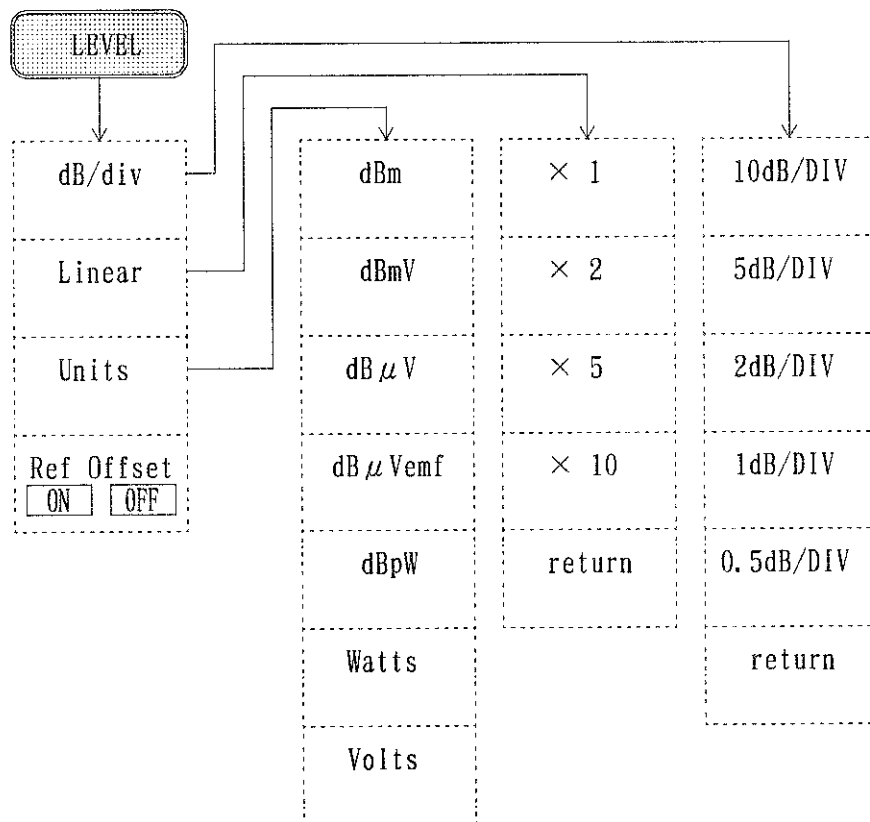 LEVEL
dB/div
Linear
Units
Ref Offset
ON OFF
dBm
dBmV
dBμV
dBμVemf
dBpW
Watts
Volts
× 1
× 2
× 5
× 10
return
10dB/DIV
5dB/DIV
2dB/DIV
1dB/DIV
0.5dB/DIV
return